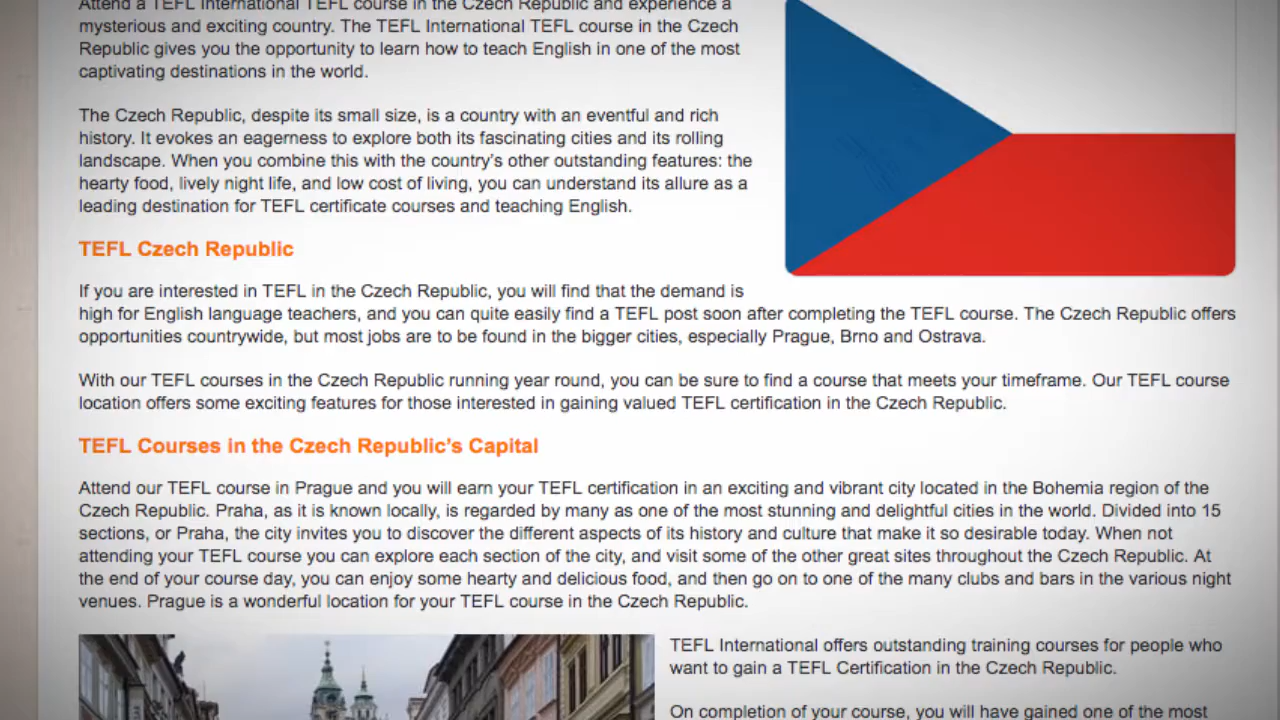 Attend a TEFL International TEFL course in the Czech Republic and experience a
mysterious and exciting country. The TEFL International TEFL course in the Czech
Republic gives you the opportunity to learn how to teach English in one of the most
captivating destinations in the world.
The Czech Republic, despite its small size, is a country with an eventful and rich
history. It evokes an eagerness to explore both its fascinating cities and its rolling
landscape. When you combine this with the country's other outstanding features: the
hearty food, lively night life, and low cost of living, you can understand its allure as a
leading destination for TEFL certificate courses and teaching English.
TEFL Czech Republic
If you are interested in TEFL in the Czech Republic, you will find that the demand is
high for English language teachers, and you can quite easily find a TEFL post soon after completing the TEFL course. The Czech Republic offers
opportunities countrywide, but most jobs are to be found in the bigger cities, especially Prague, Brno and Ostrava.
With our TEFL courses in the Czech Republic running year round, you can be sure to find a course that meets your timeframe. Our TEFL course
location offers some exciting features for those interested in gaining valued TEFL certification in the Czech Republic.
TEFL Courses in the Czech Republic's Capital
Attend our TEFL course in Prague and you will earn your TEFL certification in an exciting and vibrant city located in the Bohemia region of the
Czech Republic. Praha, as it is known locally, is regarded by many as one of the most stunning and delightful cities in the world. Divided into 15
sections, or Praha, the city invites you to discover the different aspects of its history and culture that make it so desirable today. When not
attending your TEFL course you can explore each section of the city, and visit some of the other great sites throughout the Czech Republic. At
the end of your course day, you can enjoy some hearty and delicious food, and then go on to one of the many clubs and bars in the various night
venues. Prague is a wonderful location for your TEFL course in the Czech Republic.
TEFL International offers outstanding training courses for people who
want to gain a TEFL Certification in the Czech Republic.
On completion of your course, you will have gained one of the most